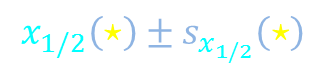 x_{1/2}(⋆) ± s_{x_{1/2}}(⋆)